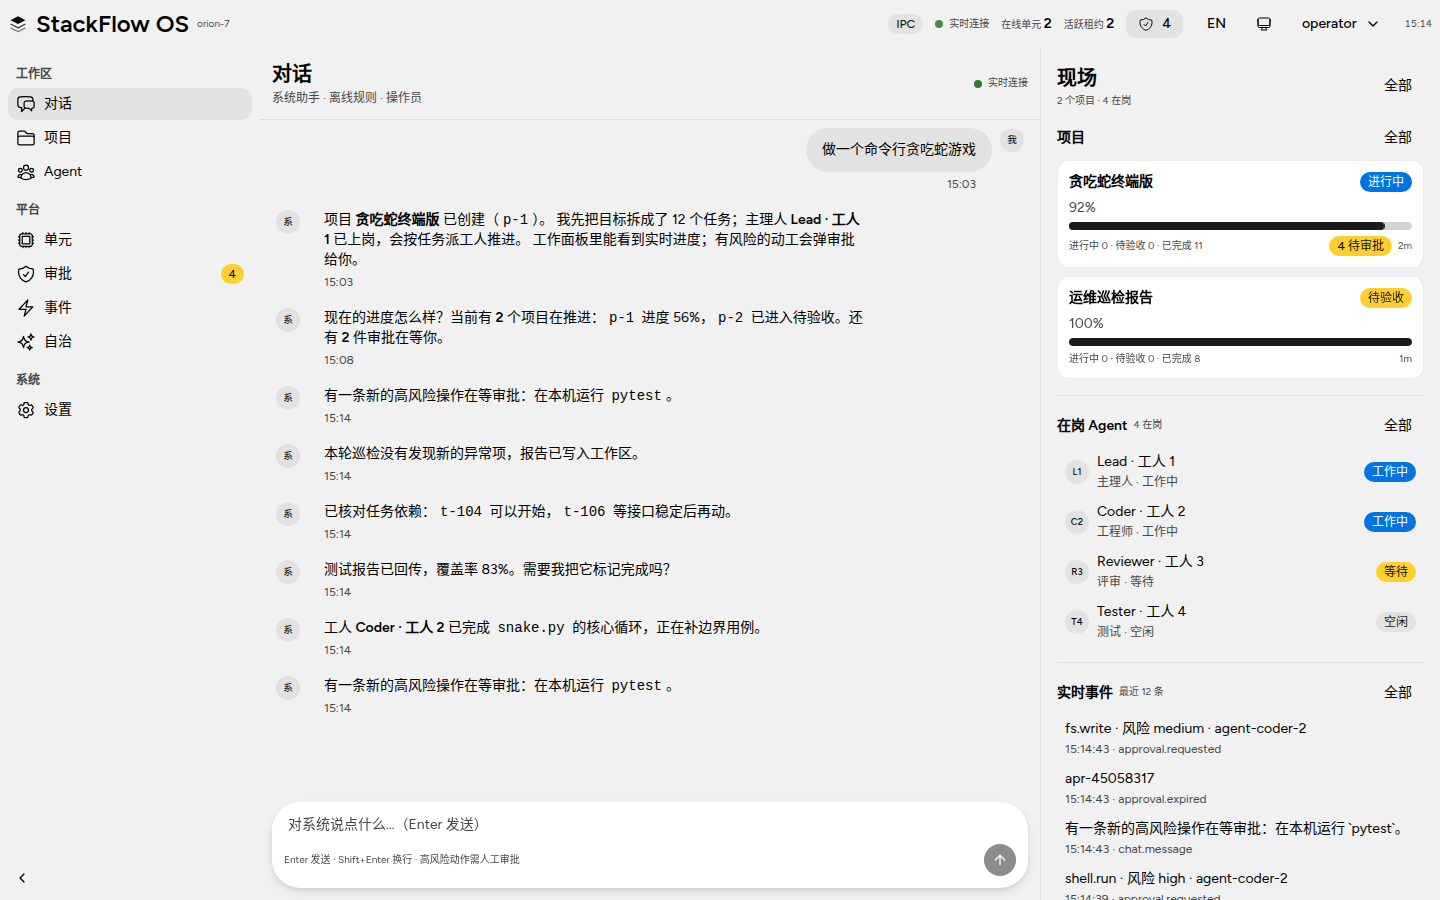 StackFlow OS orion-7
IPC 实时连接 在线单元 2 活跃租约 2 4 EN operator 15:14
工作区
对话
项目
Agent
平台
单元
审批 4
事件
自治
系统
设置
对话
系统助手 · 离线规则 · 操作员
实时连接
做一个命令行贪吃蛇游戏
我
15:03
系
项目 贪吃蛇终端版 已创建（ p-1 ）。 我先把目标拆成了 12 个任务；主理人 Lead · 工人
1 已上岗，会按任务派工人推进。 工作面板里能看到实时进度；有风险的动工会弹审批
给你。
15:03
系
现在的进度怎么样？当前有 2 个项目在推进： p-1 进度 56%， p-2 已进入待验收。还
有 2 件审批在等你。
15:08
系
有一条新的高风险操作在等审批：在本机运行 pytest 。
15:14
系
本轮巡检没有发现新的异常项，报告已写入工作区。
15:14
系
已核对任务依赖： t-104 可以开始， t-106 等接口稳定后再动。
15:14
系
测试报告已回传，覆盖率 83%。需要我把它标记完成吗？
15:14
系
工人 Coder · 工人 2 已完成 snake.py 的核心循环，正在补边界用例。
15:14
系
有一条新的高风险操作在等审批：在本机运行 pytest 。
15:14
对系统说点什么...（Enter 发送）
Enter 发送 · Shift+Enter 换行 · 高风险动作需人工审批
现场
2 个项目 · 4 在岗
全部
项目
全部
贪吃蛇终端版
进行中
92%
进行中 0 · 待验收 0 · 已完成 11
4 待审批
2m
运维巡检报告
待验收
100%
进行中 0 · 待验收 0 · 已完成 8
1m
在岗 Agent 4 在岗
全部
L1
Lead · 工人 1
主理人 · 工作中
工作中
C2
Coder · 工人 2
工程师 · 工作中
工作中
R3
Reviewer · 工人 3
评审 · 等待
等待
T4
Tester · 工人 4
测试 · 空闲
空闲
实时事件 最近 12 条
全部
fs.write · 风险 medium · agent-coder-2
15:14:43 · approval.requested
apr-45058317
15:14:43 · approval.expired
有一条新的高风险操作在等审批：在本机运行 `pytest`。
15:14:43 · chat.message
shell.run · 风险 high · agent-coder-2
15:14:39 · approval.requested